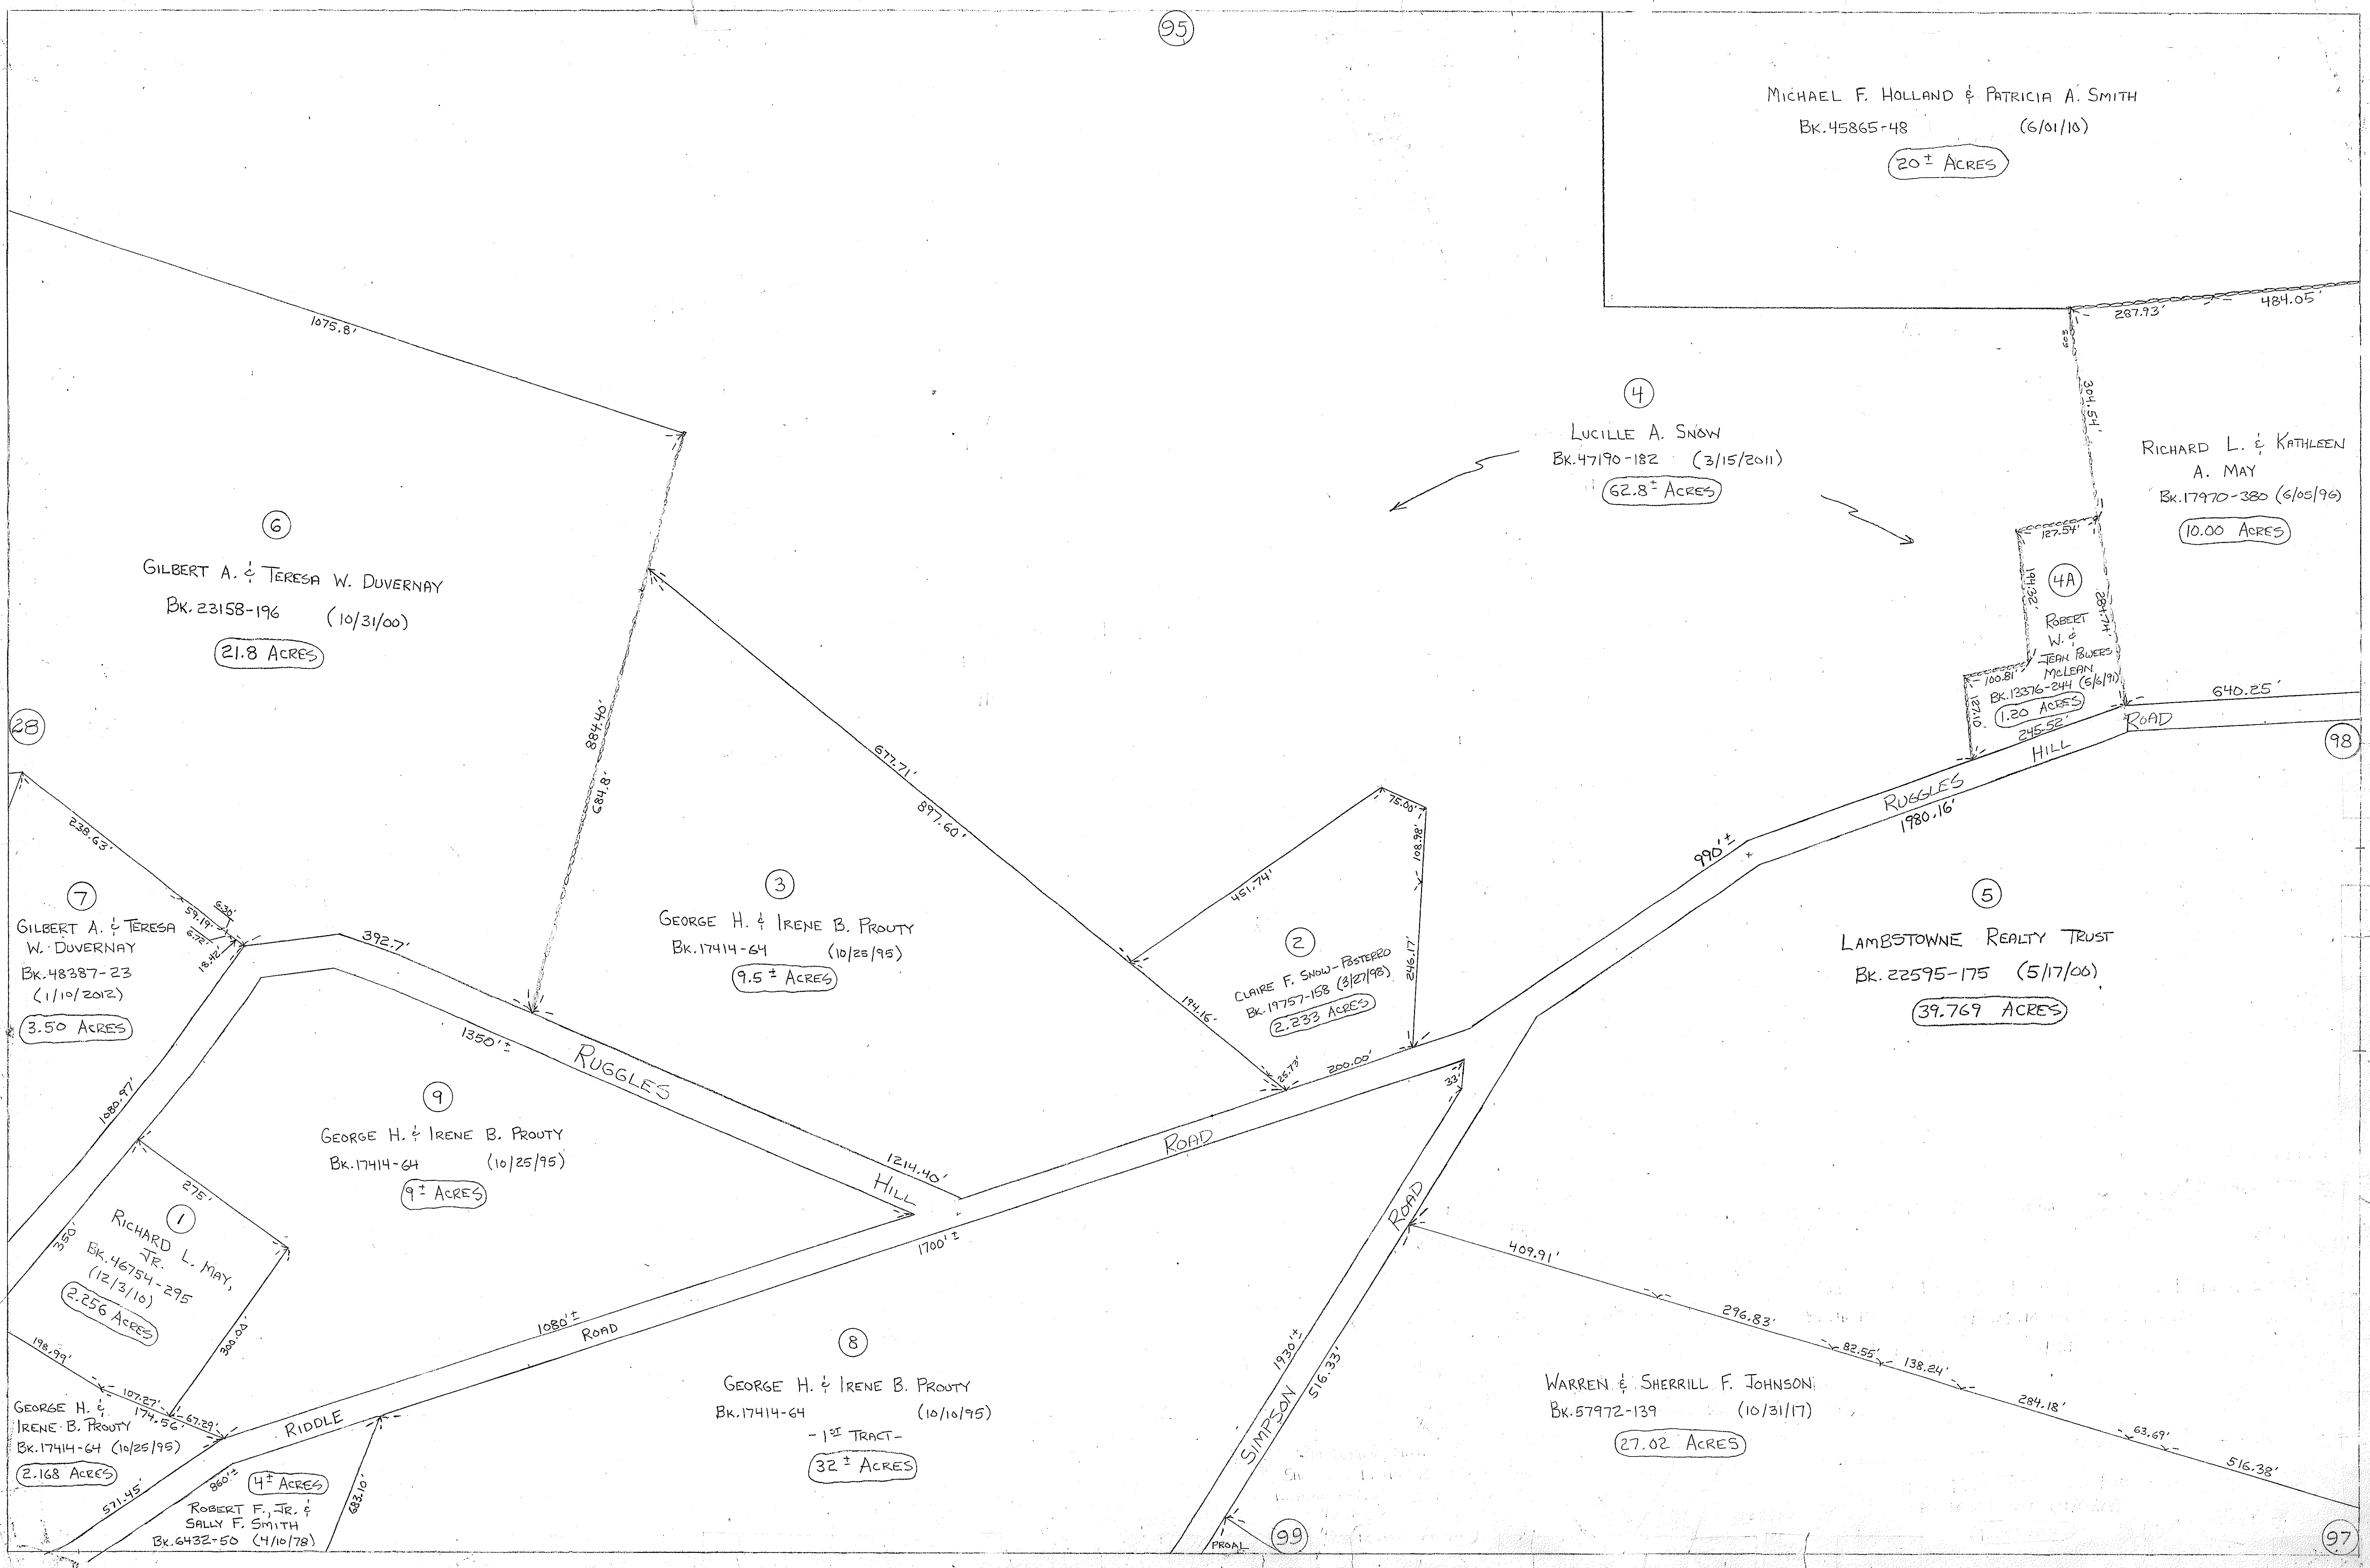 95
MICHAEL F. HOLLAND & PATRICIA A. SMITH
BK.45865-48 (6/01/10)
20± ACRES
1075.8'
287.93'
484.05'
609
304.54'
4
LUCILLE A. SNOW
BK.47190-182 (3/15/2011)
62.8± ACRES
RICHARD L. & KATHLEEN
A. MAY
BK.17970-380 (6/05/96)
10.00 ACRES
6
GILBERT A. & TERESA W. DUVERNAY
BK.23158-196 (10/31/00)
21.8 ACRES
127.54'
194.32'
284.74'
4A
ROBERT
W. &
JEAN POWERS
MCLEAN
BK.13376-244 (5/6/91)
1.20 ACRES
100.81'
127.10
245.52'
640.25'
ROAD
HILL
RUGGLES
1980.16'
990'±
98
28
884.40'
684.8'
677.71'
897.60'
238.63'
59.19'
6.30'
6.72'
18.42'
7
GILBERT A. & TERESA
W. DUVERNAY
BK.48387-23
(1/10/2012)
3.50 ACRES
392.7'
3
GEORGE H. & IRENE B. PROUTY
BK.17414-64 (10/25/95)
9.5± ACRES
75.00'
108.98'
451.74'
246.17'
2
CLAIRE F. SNOW-POSTERRO
BK.19757-158 (3/27/98)
2.233 ACRES
194.16'
25.73'
200.00'
33'
5
LAMBSTOWNE REALTY TRUST
BK.22595-175 (5/17/00)
39.769 ACRES
1350'±
RUGGLES
HILL
1214.40'
ROAD
1080.97'
9
GEORGE H. & IRENE B. PROUTY
BK.17414-64 (10/25/95)
9± ACRES
275'
350'
1
RICHARD L. MAY,
JR.
BK.46754-295
(12/3/10)
2.256 ACRES
300.00'
1700'±
1080'±
ROAD
RIDDLE
198.99'
107.27'
174.56'
67.29'
GEORGE H. &
IRENE B. PROUTY
BK.17414-64 (10/25/95)
2.168 ACRES
571.45'
860'±
4± ACRES
ROBERT F., JR. &
SALLY F. SMITH
BK.6432-50 (4/10/78)
683.10'
8
GEORGE H. & IRENE B. PROUTY
BK.17414-64 (10/10/95)
- 1ST TRACT -
32± ACRES
ROAD
1930'±
516.33'
SIMPSON
PROAL
99
409.91'
296.83'
82.55'
138.24'
284.18'
63.69'
516.38'
WARREN & SHERRILL F. JOHNSON
BK.57972-139 (10/31/17)
27.02 ACRES
97